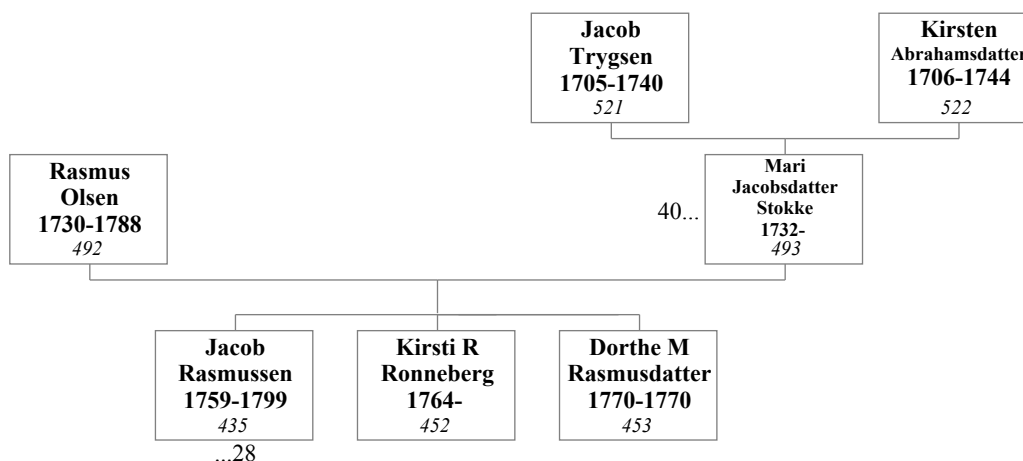 Jacob
Trygsen
1705-1740
521
Kirsten
Abrahamsdatter
1706-1744
522
Rasmus
Olsen
1730-1788
492
40...
Mari
Jacobsdatter
Stokke
1732-
493
Jacob
Rasmussen
1759-1799
435
...28
Kirsti R
Ronneberg
1764-
452
Dorthe M
Rasmusdatter
1770-1770
453